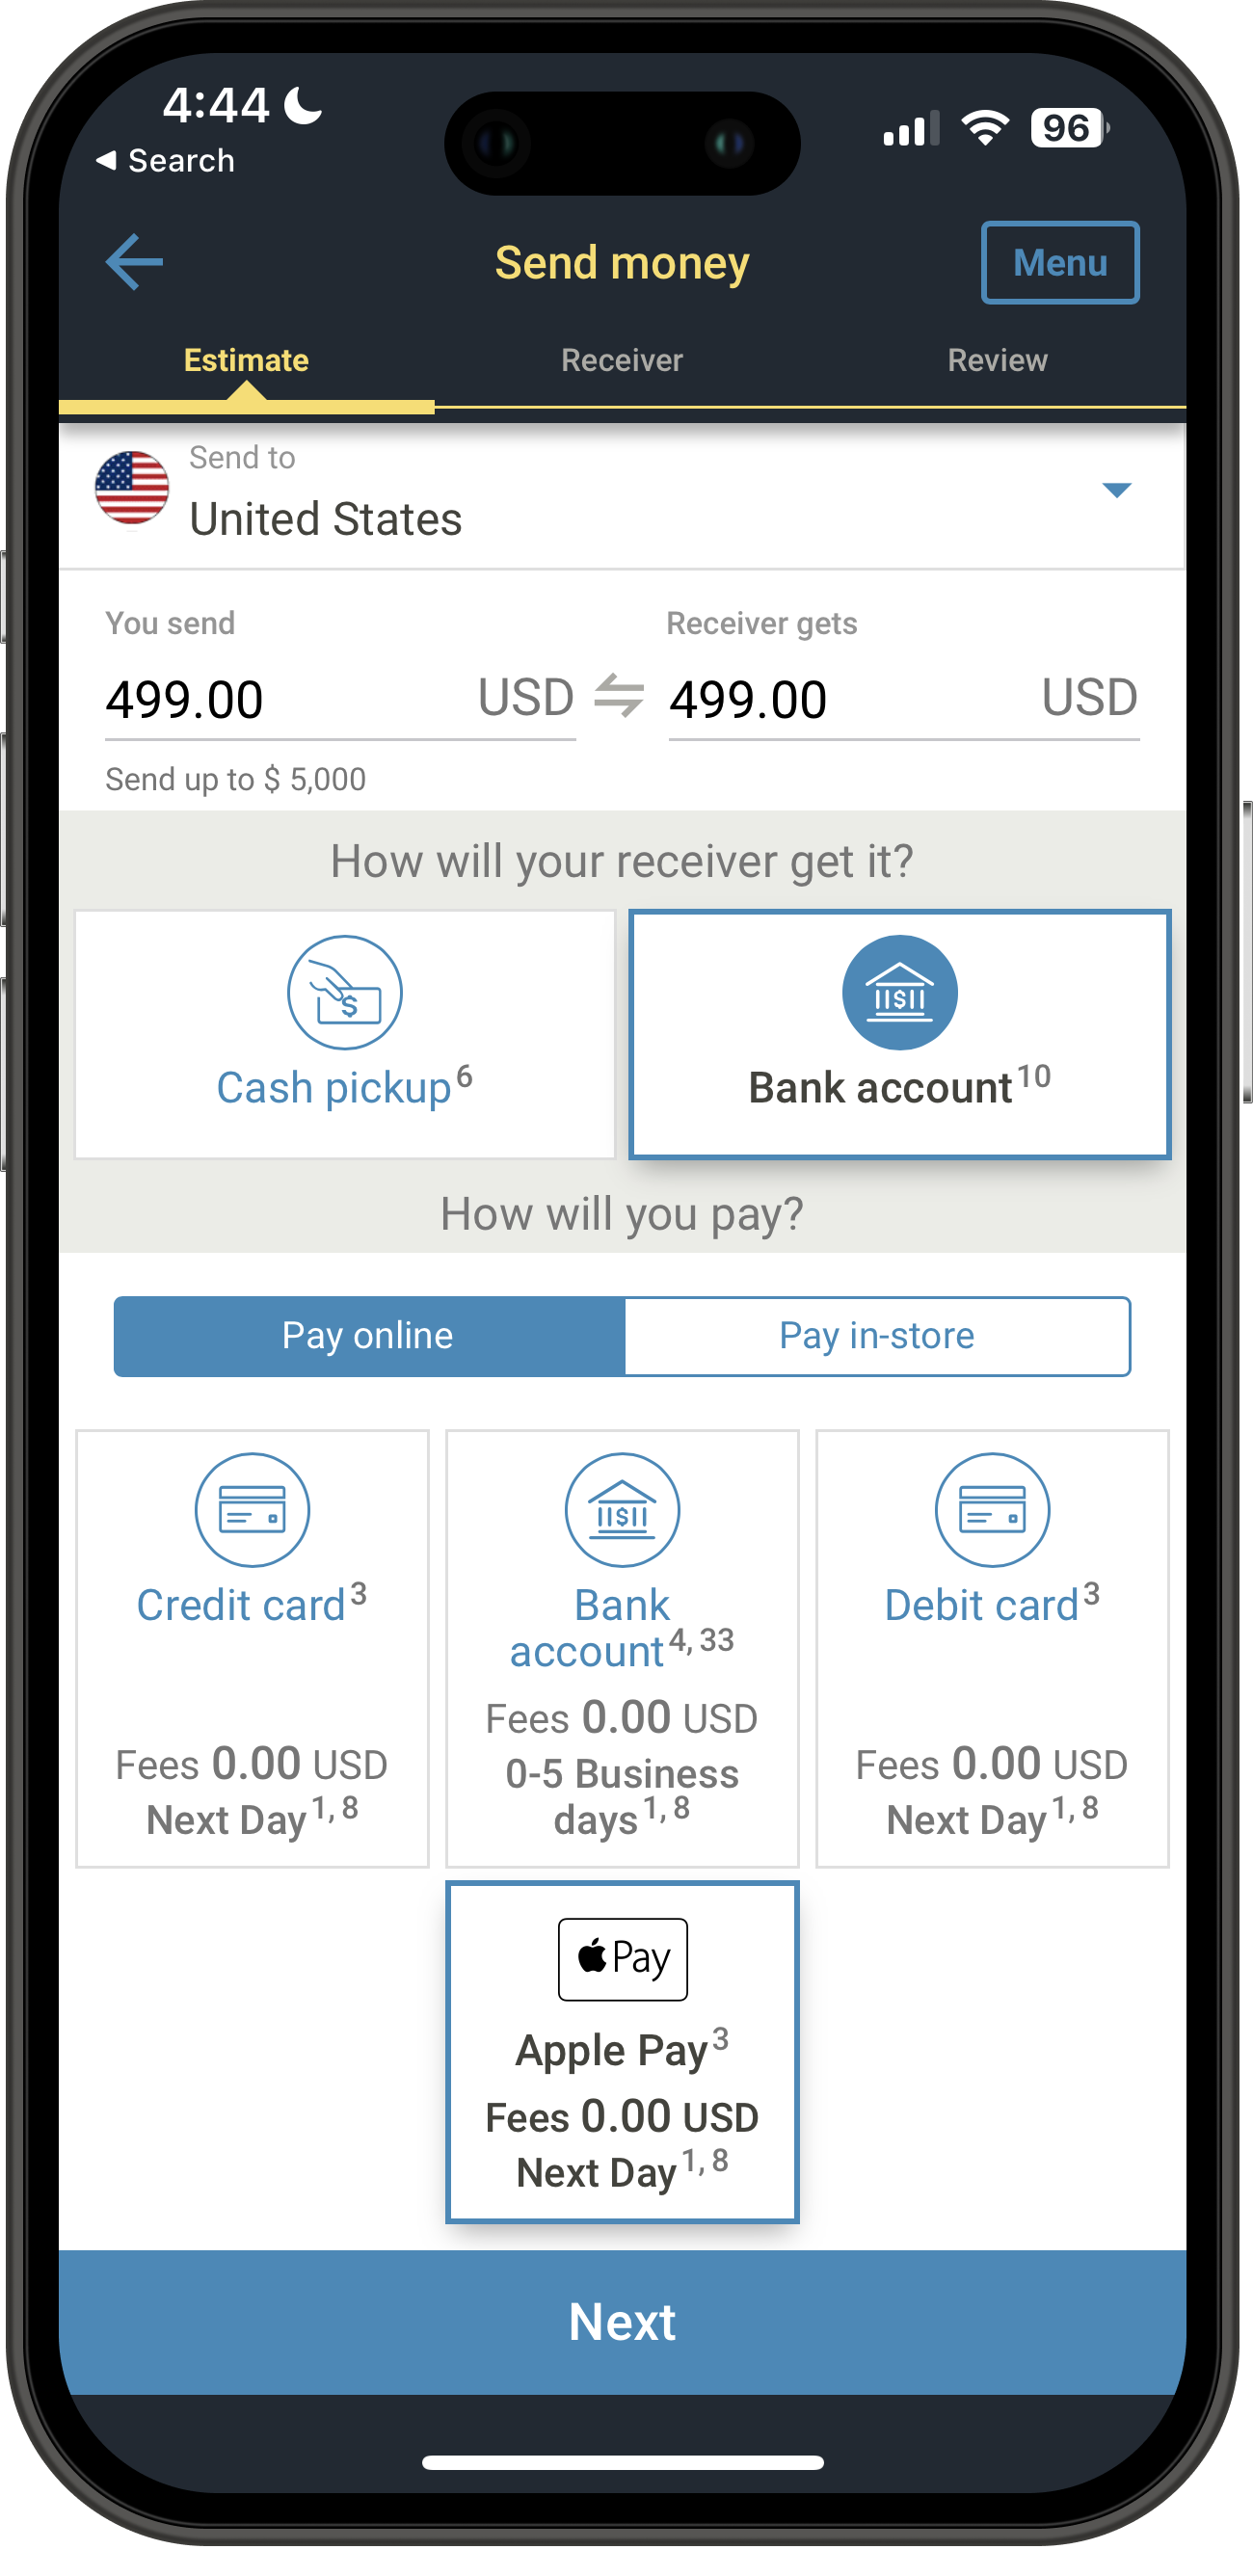 4:44
96
◀ Search
Send money
Menu
Estimate
Receiver
Review
Send to
United States
You send
Receiver gets
499.00 USD
499.00 USD
Send up to $ 5,000
How will your receiver get it?
$
Cash pickup 6
$
Bank account 10
How will you pay?
Pay online
Pay in-store
Credit card 3
Fees 0.00 USD
Next Day 1, 8
$
Bank
account 4, 33
Fees 0.00 USD
0-5 Business
days 1, 8
Debit card 3
Fees 0.00 USD
Next Day 1, 8
Pay
Apple Pay 3
Fees 0.00 USD
Next Day 1, 8
Next